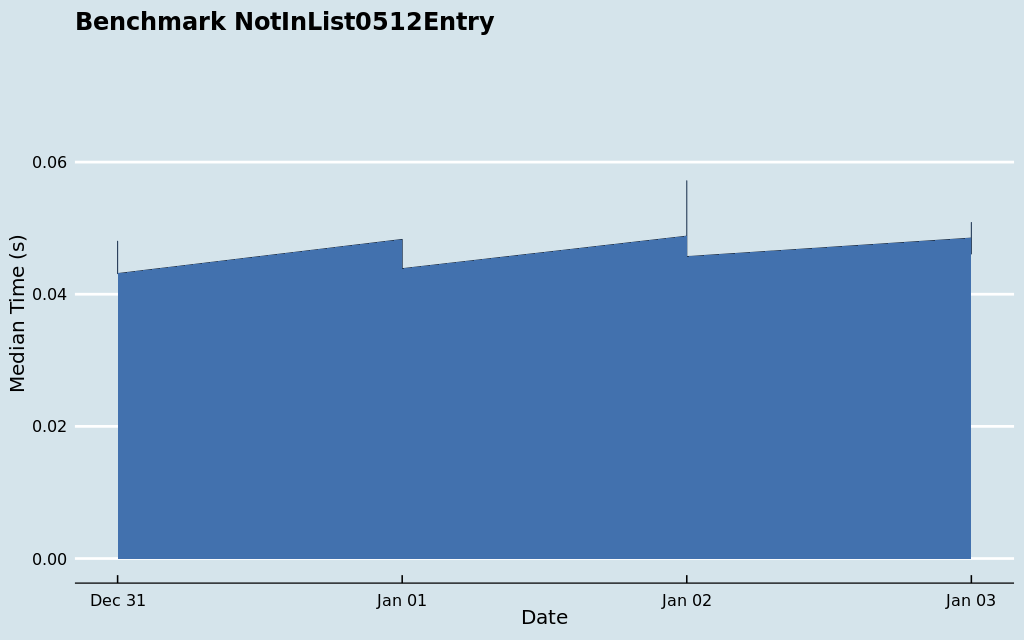 Benchmark NotInList0512Entry
Median Time (s)
0.06
0.04
0.02
0.00
Dec 31
Jan 01
Jan 02
Jan 03
Date